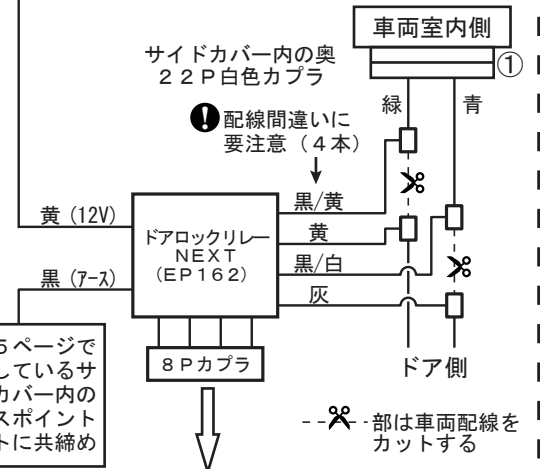 車両室内側
①
サイドカバー内の奥
２２Ｐ白色カプラ
緑
青
配線間違いに
要注意（４本）
黄 (12V)
黒 (ｱｰｽ)
ドアロックリレー
ＮＥＸＴ
(EP162)
黒/黄
黄
黒/白
灰
８Ｐカプラ
ドア側
5ページで
しているサ
カバー内の
スポイント
トに共締め
部は車両配線を
カットする